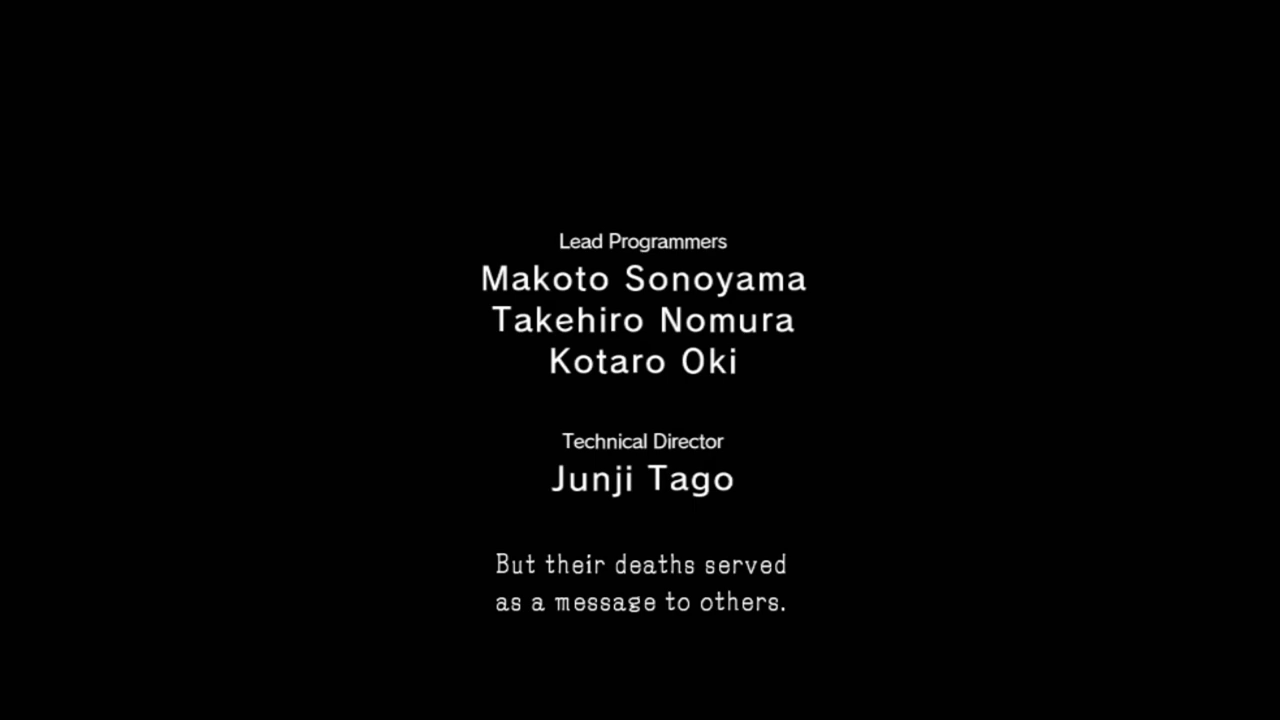 Lead Programmers
Makoto Sonoyama
Takehiro Nomura
Kotaro Oki
Technical Director
Junji Tago
But their deaths served
as a message to others.